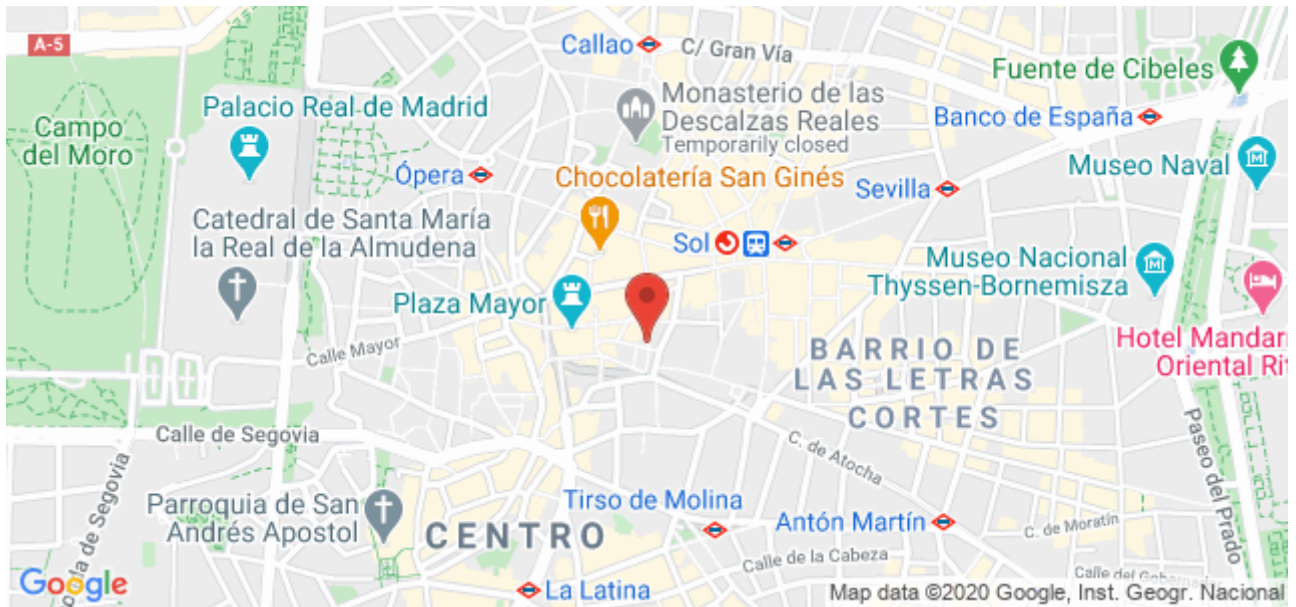 A-5
Callao
C/ Gran Vía
Fuente de Cibeles
Palacio Real de Madrid
Monasterio de las
Descalzas Reales
Temporarily closed
Banco de España
Campo
del Moro
Museo Naval
Ópera
Chocolatería San Ginés
Sevilla
Catedral de Santa María
la Real de la Almudena
Sol
Museo Nacional
Thyssen-Bornemisza
Plaza Mayor
Calle Mayor
BARRIO DE
LAS LETRAS
CORTES
Hotel Mandari
Oriental Rit
Calle de Segovia
C. de Atocha
Paseo del Prado
da de Segovia
Parroquia de San
Andrés Apostol
CENTRO
Tirso de Molina
Antón Martín
C. de Moratín
Calle de la Cabeza
Google
La Latina
Calle del Gobernador
Map data ©2020 Google, Inst. Geogr. Nacional